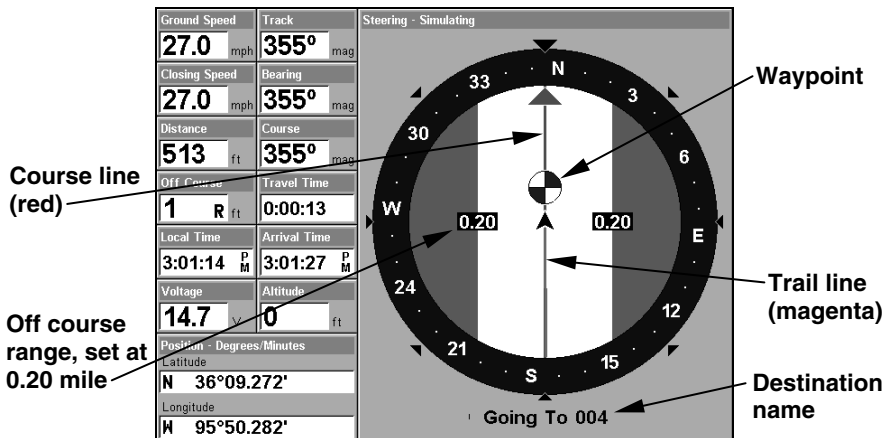 Ground Speed
27.0 mph
Track
355º mag
Closing Speed
27.0 mph
Bearing
355º mag
Distance
513 ft
Course
355º mag
Off Course
1 R ft
Travel Time
0:00:13
Local Time
3:01:14 PM
Arrival Time
3:01:27 PM
Voltage
14.7 V
Altitude
0 ft
Position - Degrees/Minutes
Latitude
N 36°09.272'
Longitude
W 95°50.282'
Steering - Simulating
N
33
3
30
6
W
E
24
12
21
15
S
0.20
0.20
Going To 004
Course line
(red)
Off course
range, set at
0.20 mile
Waypoint
Trail line
(magenta)
Destination
name